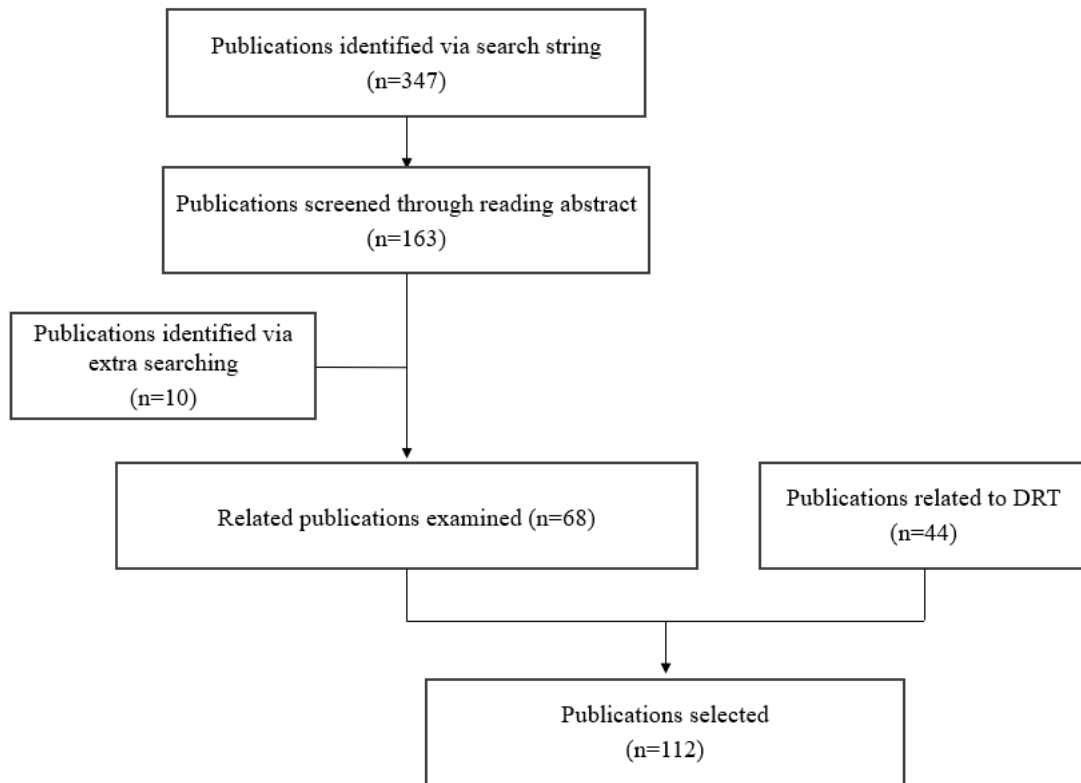 Publications identified via search string
(n=347)
Publications screened through reading abstract
(n=163)
Publications identified via
extra searching
(n=10)
Related publications examined (n=68)
Publications related to DRT
(n=44)
Publications selected
(n=112)